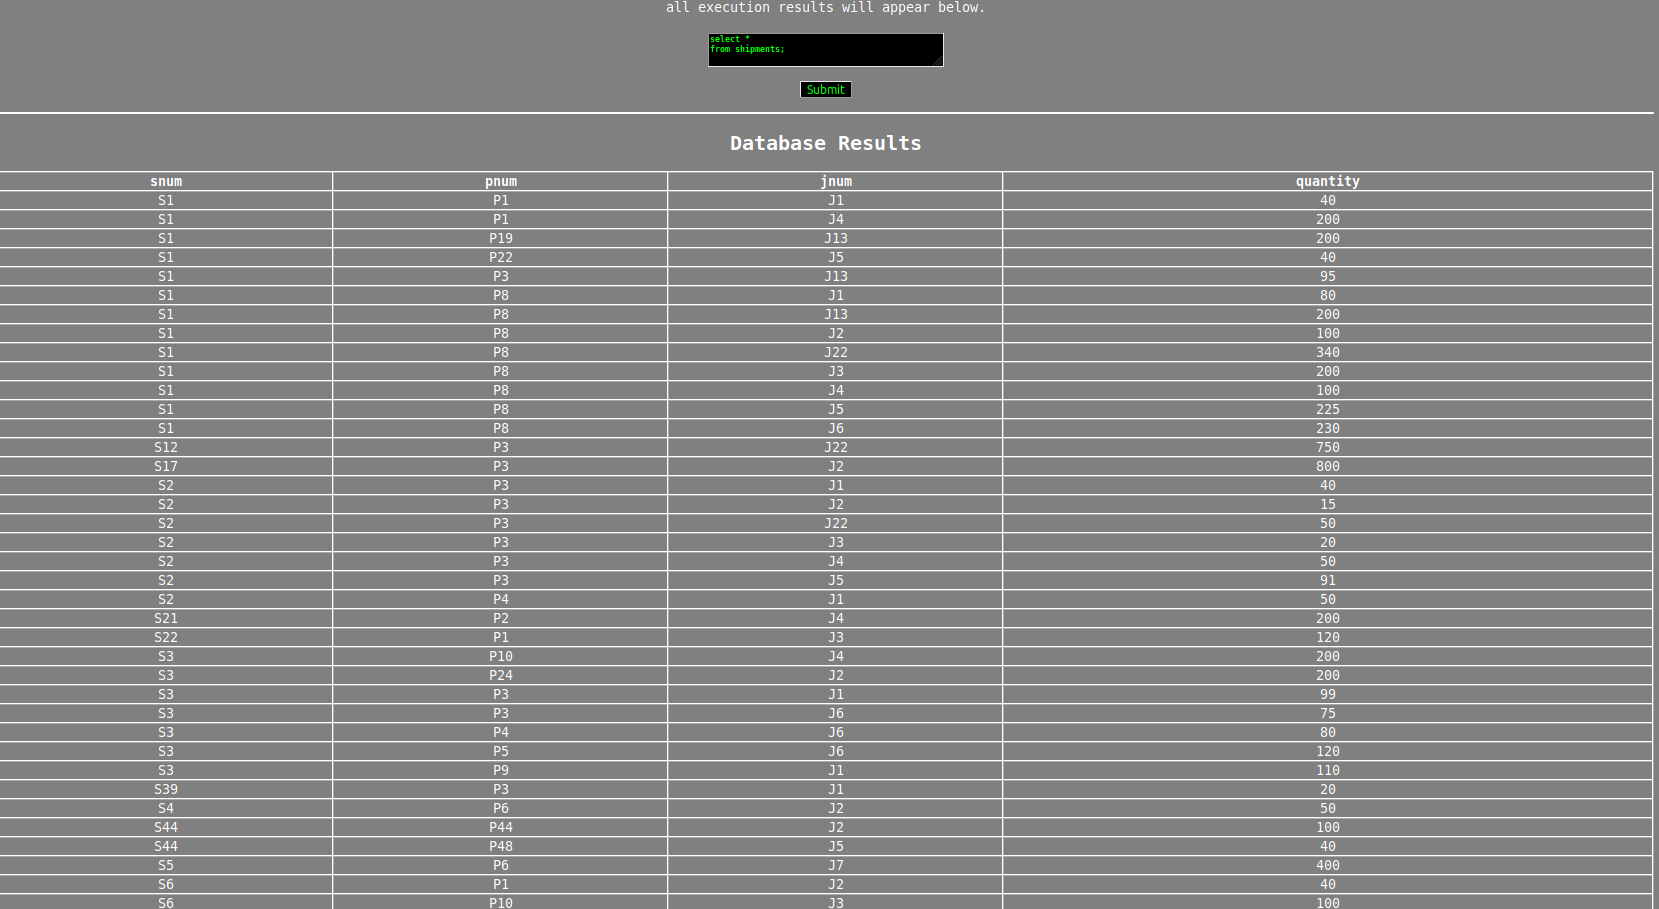 all execution results will appear below.
select *
from shipments;
Submit
Database Results
snum pnum jnum quantity
S1 P1 J1 40
S1 P1 J4 200
S1 P19 J13 200
S1 P22 J5 40
S1 P3 J13 95
S1 P8 J1 80
S1 P8 J13 200
S1 P8 J2 100
S1 P8 J22 340
S1 P8 J3 200
S1 P8 J4 100
S1 P8 J5 225
S1 P8 J6 230
S12 P3 J22 750
S17 P3 J2 800
S2 P3 J1 40
S2 P3 J2 15
S2 P3 J22 50
S2 P3 J3 20
S2 P3 J4 50
S2 P3 J5 91
S2 P4 J1 50
S21 P2 J4 200
S22 P1 J3 120
S3 P10 J4 200
S3 P24 J2 200
S3 P3 J1 99
S3 P3 J6 75
S3 P4 J6 80
S3 P5 J6 120
S3 P9 J1 110
S39 P3 J1 20
S4 P6 J2 50
S44 P44 J2 100
S44 P48 J5 40
S5 P6 J7 400
S6 P1 J2 40
S6 P10 J3 100